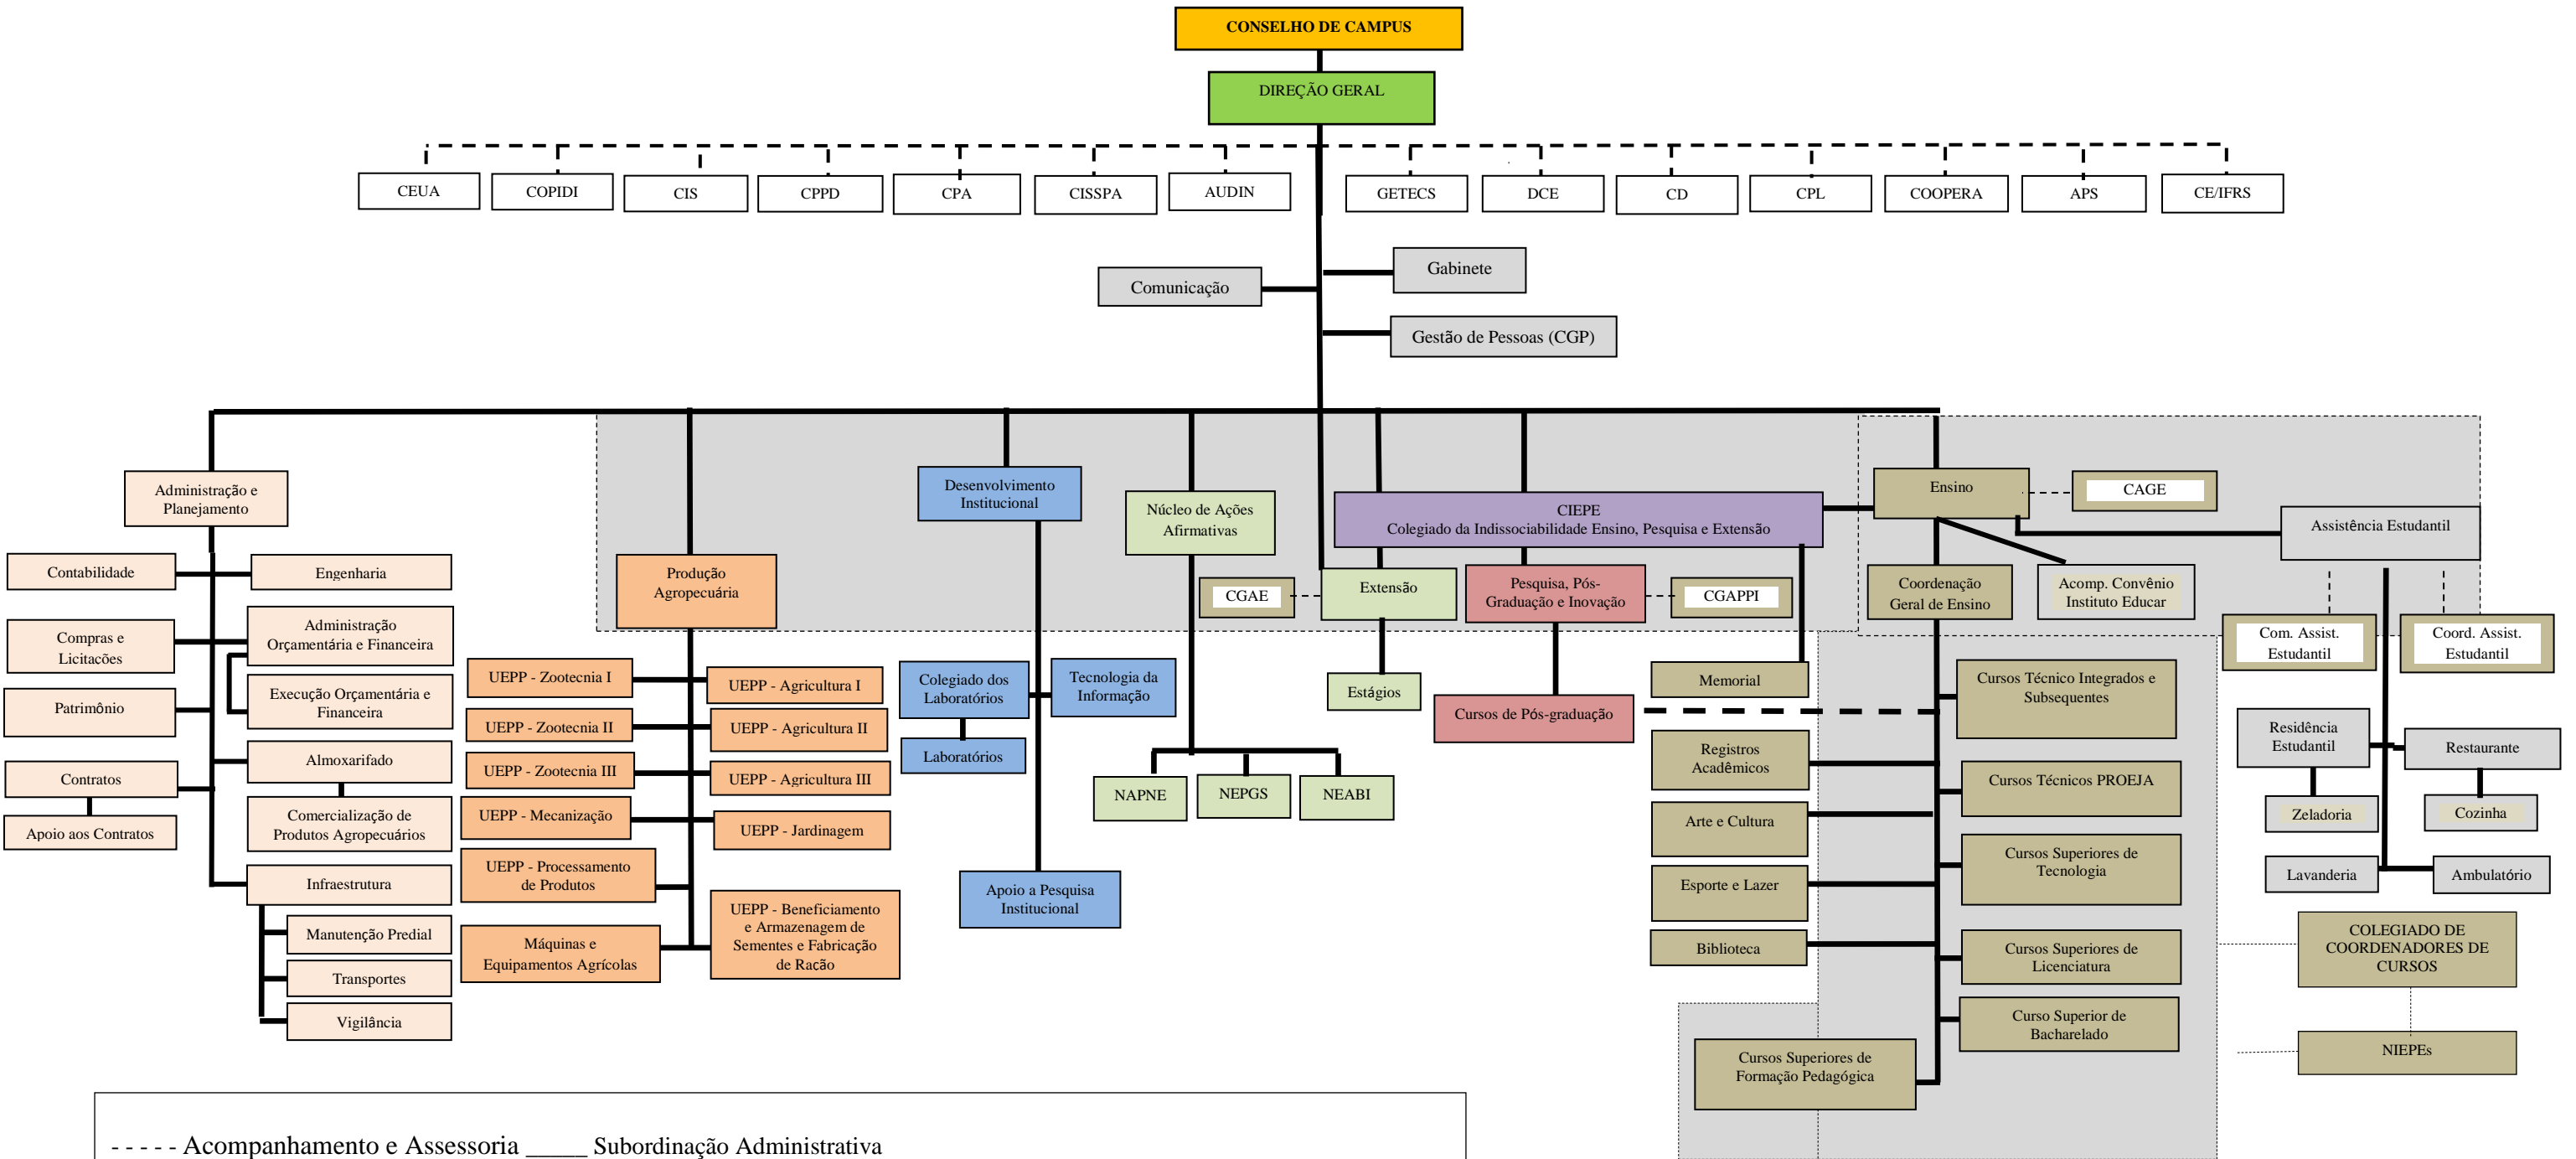 CONSELHO DE CAMPUS
DIREÇÃO GERAL
CEUA
COPIDI
CIS
CPPD
CPA
CISSPA
AUDIN
GETECS
DCE
CD
CPL
COOPERA
APS
CE/IFRS
Comunicação
Gabinete
Gestão de Pessoas (CGP)
Administração e
Planejamento
Contabilidade
Engenharia
Compras e
Licitações
Administração
Orçamentária e Financeira
Patrimônio
Execução Orçamentária e
Financeira
Almoxarifado
Contratos
Comercialização de
Produtos Agropecuários
Apoio aos Contratos
Infraestrutura
Manutenção Predial
Transportes
Vigilância
Produção
Agropecuária
UEPP - Zootecnia I
UEPP - Agricultura I
UEPP - Zootecnia II
UEPP - Agricultura II
UEPP - Zootecnia III
UEPP - Agricultura III
UEPP - Mecanização
UEPP - Jardinagem
UEPP - Processamento
de Produtos
UEPP - Beneficiamento
e Armazenagem de
Sementes e Fabricação
de Ração
Máquinas e
Equipamentos Agrícolas
Desenvolvimento
Institucional
Colegiado dos
Laboratórios
Tecnologia da
Informação
Laboratórios
Apoio a Pesquisa
Institucional
Núcleo de Ações
Afirmativas
NAPNE
NEPGS
NEABI
CIEPE
Colegiado da Indissociabilidade Ensino, Pesquisa e Extensão
CGAE
Extensão
Estágios
Pesquisa, Pós-
Graduação e Inovação
CGAPPI
Cursos de Pós-graduação
Memorial
Ensino
CAGE
Assistência Estudantil
Coordenação
Geral de Ensino
Acomp. Convênio
Instituto Educar
Com. Assist.
Estudantil
Coord. Assist.
Estudantil
Registros
Acadêmicos
Arte e Cultura
Esporte e Lazer
Biblioteca
Cursos Técnico Integrados e
Subsequentes
Cursos Técnicos PROEJA
Cursos Superiores de
Tecnologia
Cursos Superiores de
Licenciatura
Curso Superior de
Bacharelado
Cursos Superiores de
Formação Pedagógica
Residência
Estudantil
Restaurante
Zeladoria
Cozinha
Lavanderia
Ambulatório
COLEGIADO DE
COORDENADORES DE
CURSOS
NIEPEs
- - - - - Acompanhamento e Assessoria _____ Subordinação Administrativa